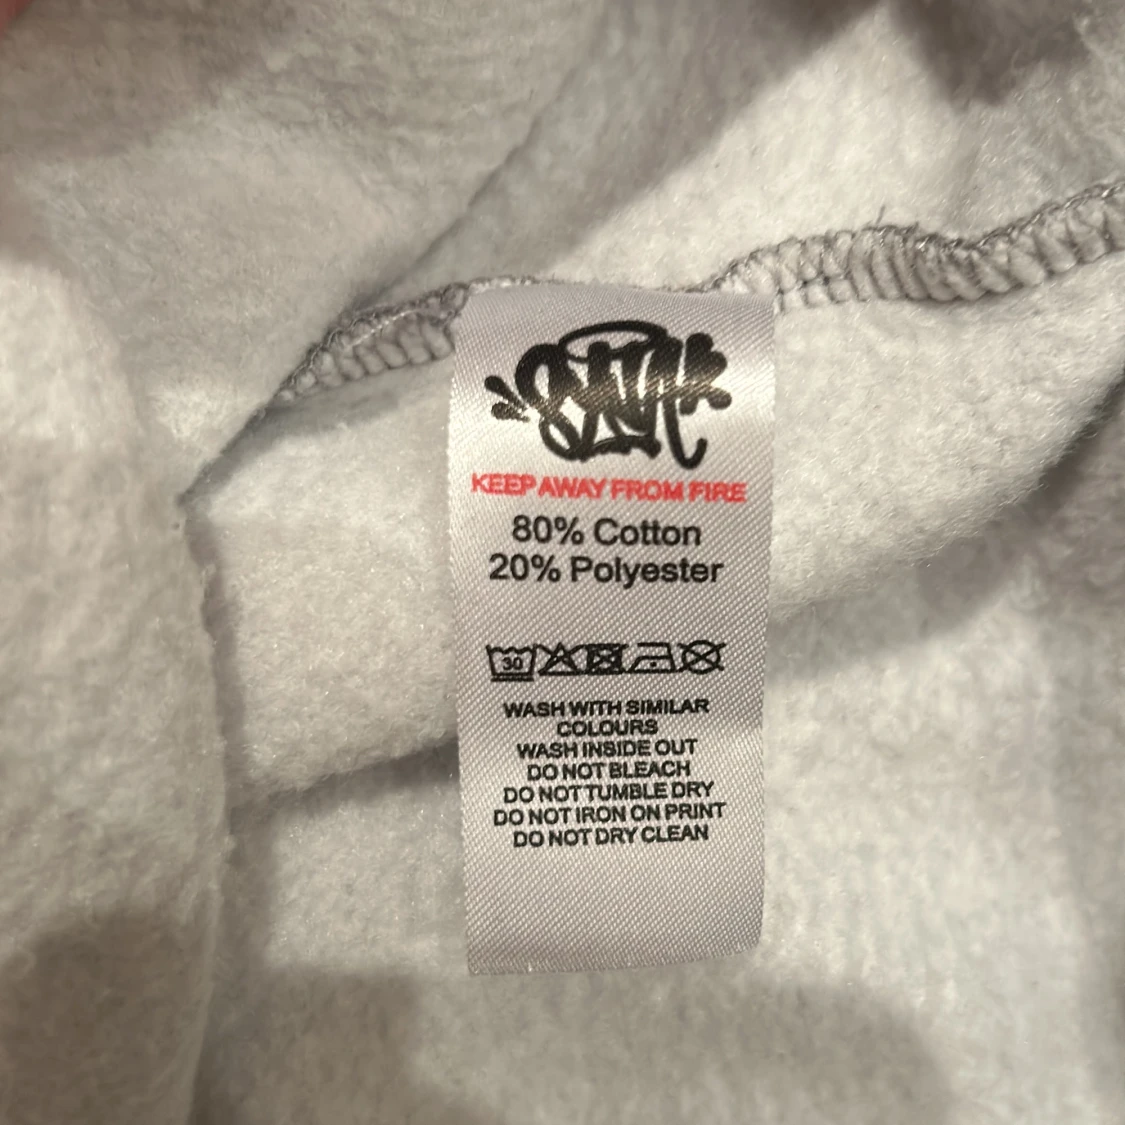 KEEP AWAY FROM FIRE
80% Cotton
20% Polyester
30
WASH WITH SIMILAR
COLOURS
WASH INSIDE OUT
DO NOT BLEACH
DO NOT TUMBLE DRY
DO NOT IRON ON PRINT
DO NOT DRY CLEAN